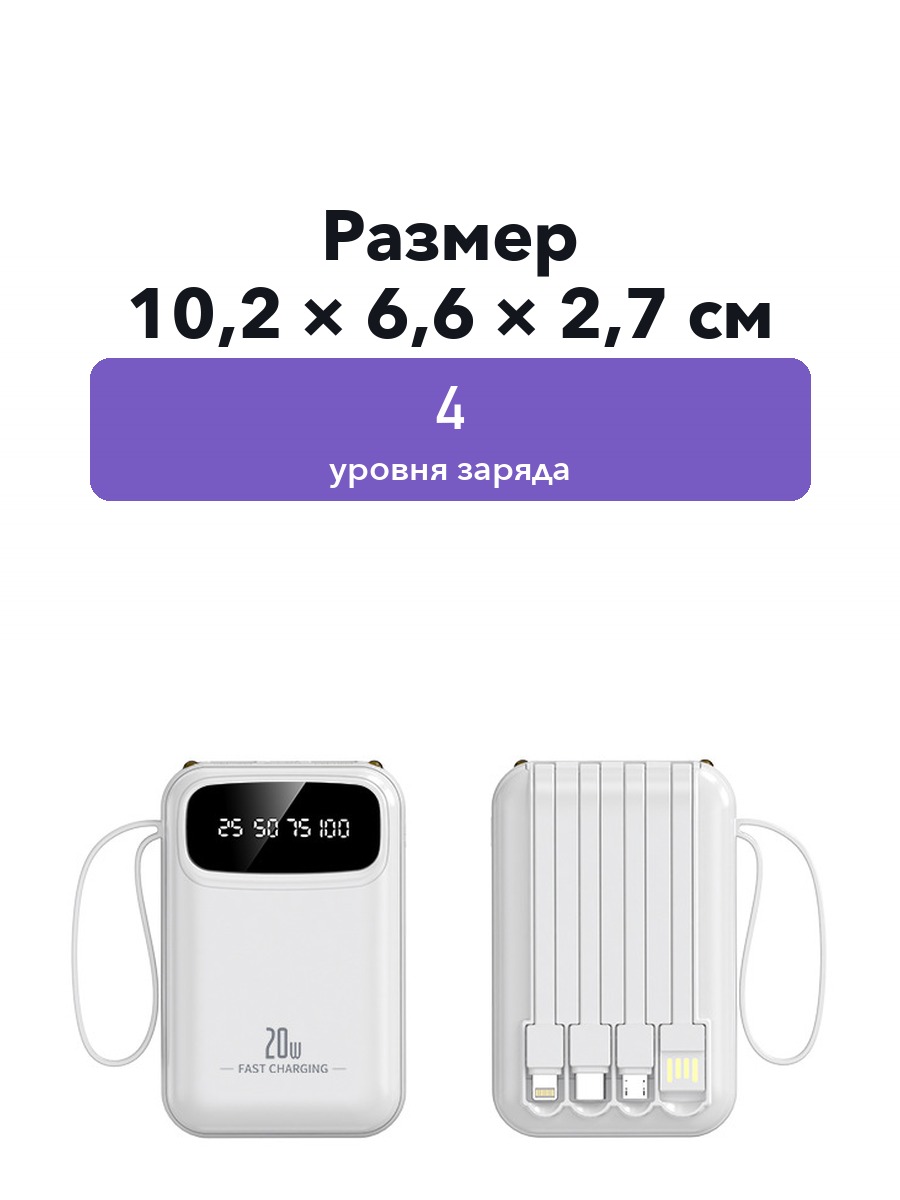 Размер
10,2 × 6,6 × 2,7 см
4
уровня заряда
25 50 75 100
20w
FAST CHARGING